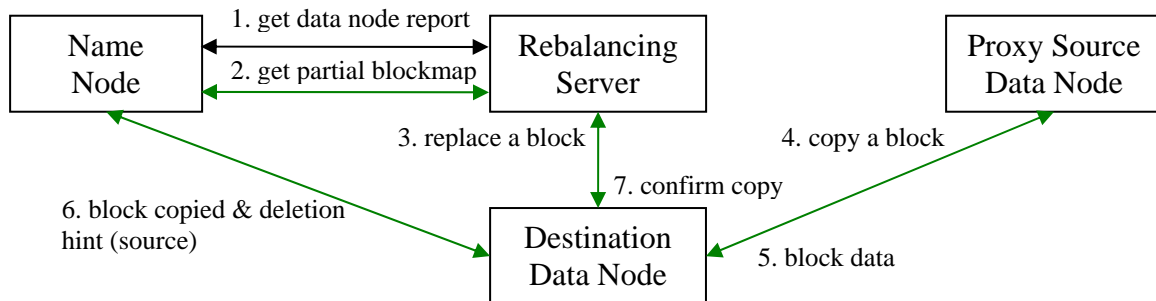 1. get data node report
Name
Node
Rebalancing
Server
Proxy Source
Data Node
2. get partial blockmap
3. replace a block
4. copy a block
7. confirm copy
6. block copied & deletion
hint (source)
Destination
Data Node
5. block data